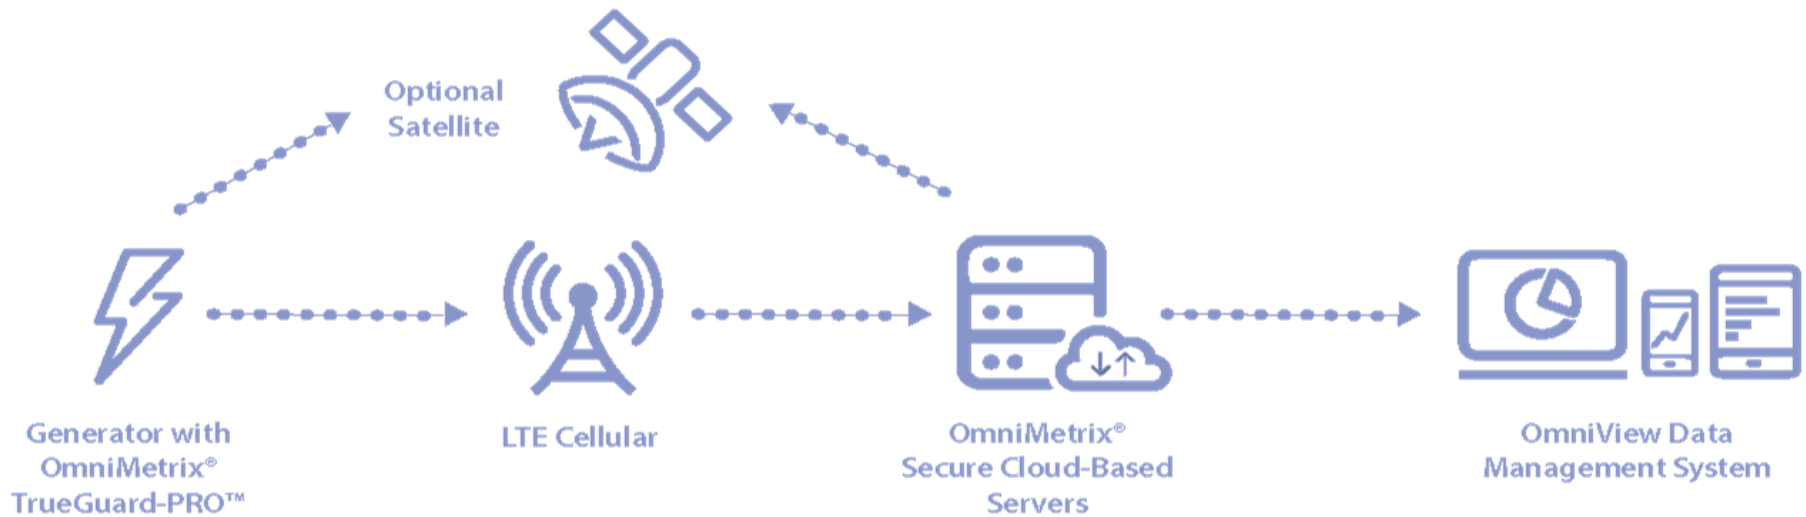 Optional
Satellite
Generator with
OmniMetrix®
TrueGuard-PRO™
LTE Cellular
OmniMetrix®
Secure Cloud-Based
Servers
OmniView Data
Management System